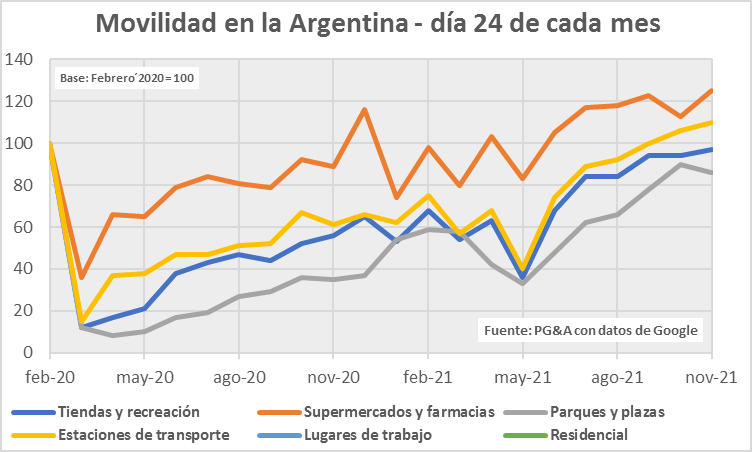 Movilidad en la Argentina - día 24 de cada mes
140
Base: Febrero´2020=100
120
100
80
60
40
20
Fuente: PG&A con datos de Google
0
feb-20 may-20 ago-20 nov-20 feb-21 may-21 ago-21 nov-21
Tiendas y recreación Supermercados y farmacias Parques y plazas
Estaciones de transporte Lugares de trabajo Residencial